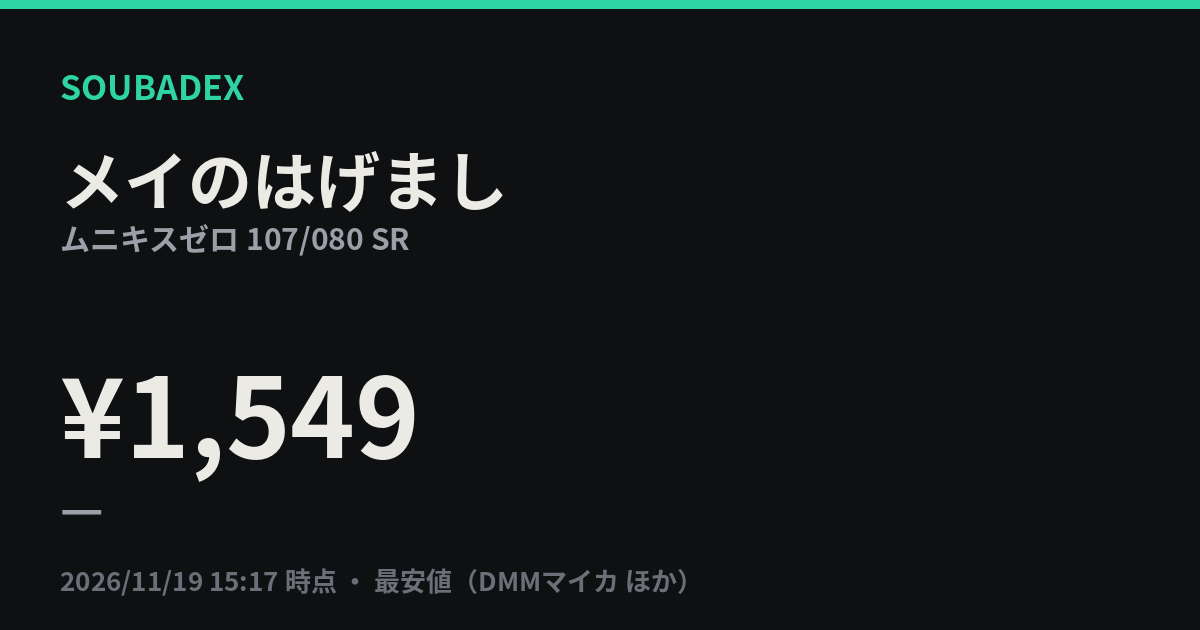 SOUBADEX
メイのはげまし
ムニキスゼロ 107/080 SR
¥1,549
—
2026/11/19 15:17 時点 ・ 最安値（DMMマイカ ほか）